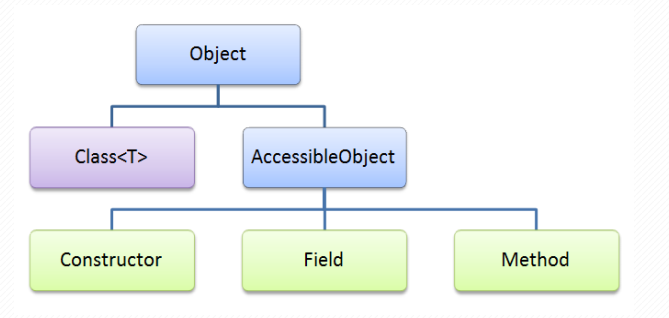 Object
Class<T>
AccessibleObject
Constructor
Field
Method